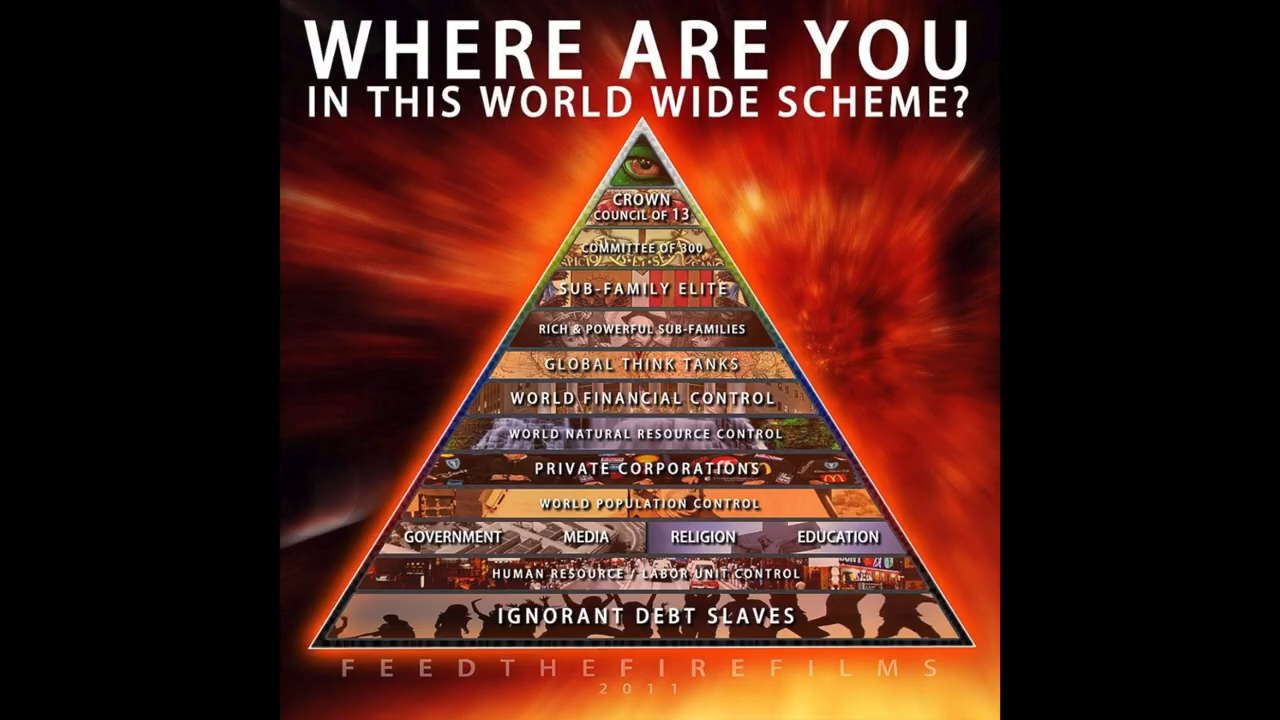 WHERE ARE YOU
IN THIS WORLD WIDE SCHEME?
CROWN
COUNCIL OF 13
COMMITTEE OF 300
SUB-FAMILY ELITE
RICH & POWERFUL SUB-FAMILIES
GLOBAL THINK TANKS
WORLD FINANCIAL CONTROL
WORLD NATURAL RESOURCE CONTROL
PRIVATE CORPORATIONS
WORLD POPULATION CONTROL
GOVERNMENT MEDIA RELIGION EDUCATION
HUMAN RESOURCE / LABOR UNIT CONTROL
IGNORANT DEBT SLAVES
FEEDTHEFIREFILMS
2011